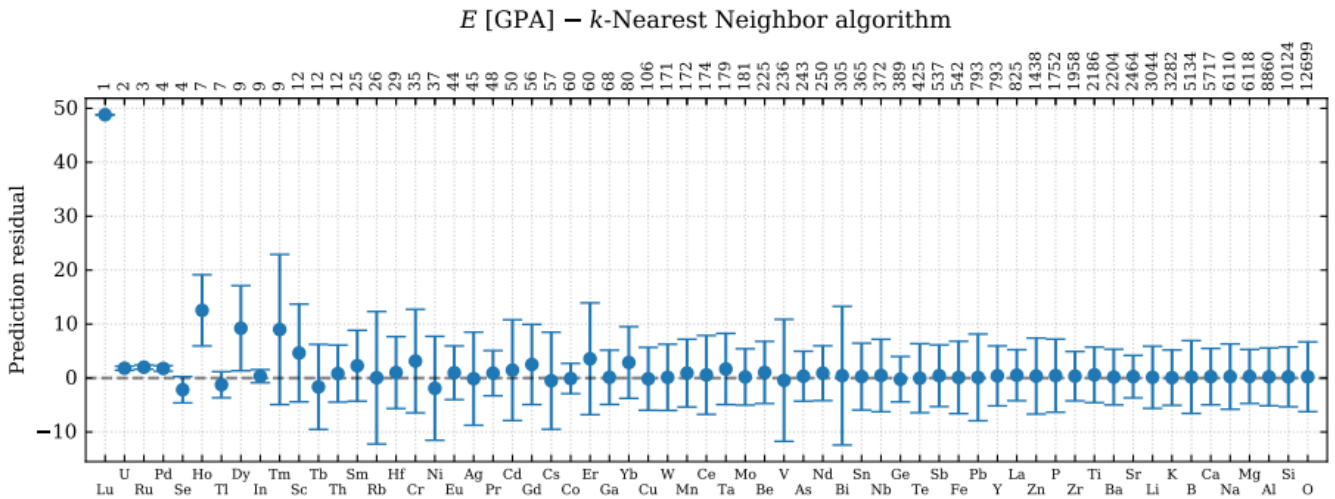 E [GPA] − k-Nearest Neighbor algorithm
1 2 3 4 4 7 7 9 9 9 12 12 12 25 26 29 35 37 44 45 48 50 56 57 60 60 68 80 106 171 172 174 179 181 225 236 243 250 305 365 372 389 425 537 542 793 793 825 1438 1752 1958 2186 2204 2464 3044 3282 5134 5717 6110 6118 8860 10124 12699
50
40
30
20
10
0
−10
Prediction residual
U Pd Ho Dy Tm Tb Sm Hf Ni Ag Cd Cs Er Yb W Ce Mo V Nd Sn Ge Sb Pb La P Ti Sr K Ca Mg Si
Lu Ru Se Tl In Sc Th Rb Cr Eu Pr Gd Co Ga Cu Mn Ta Be As Bi Nb Te Fe Y Zn Zr Ba Li B Na Al O